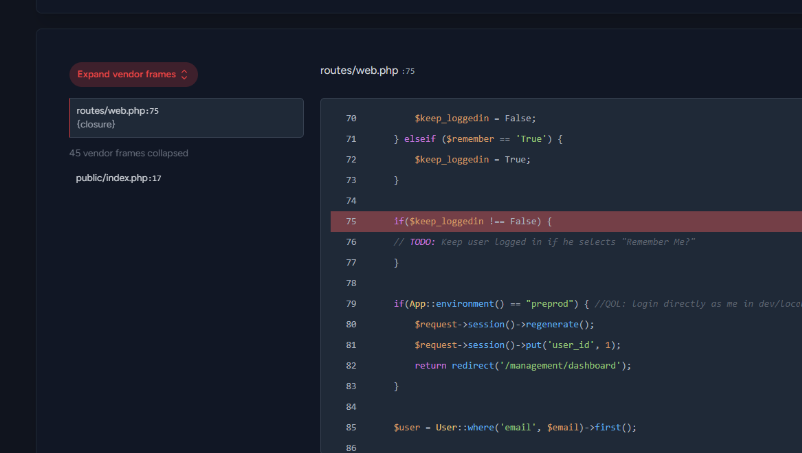 Expand vendor frames
routes/web.php:75
{closure}
45 vendor frames collapsed
public/index.php:17
routes/web.php :75
70 $keep_loggedin = False;
71 } elseif ($remember == 'True') {
72 $keep_loggedin = True;
73 }
74
75 if($keep_loggedin !== False) {
76 // TODO: Keep user logged in if he selects "Remember Me?"
77 }
78
79 if(App::environment() == "preprod") { //QOL: login directly as me in dev/loca
80 $request->session()->regenerate();
81 $request->session()->put('user_id', 1);
82 return redirect('/management/dashboard');
83 }
84
85 $user = User::where('email', $email)->first();
86